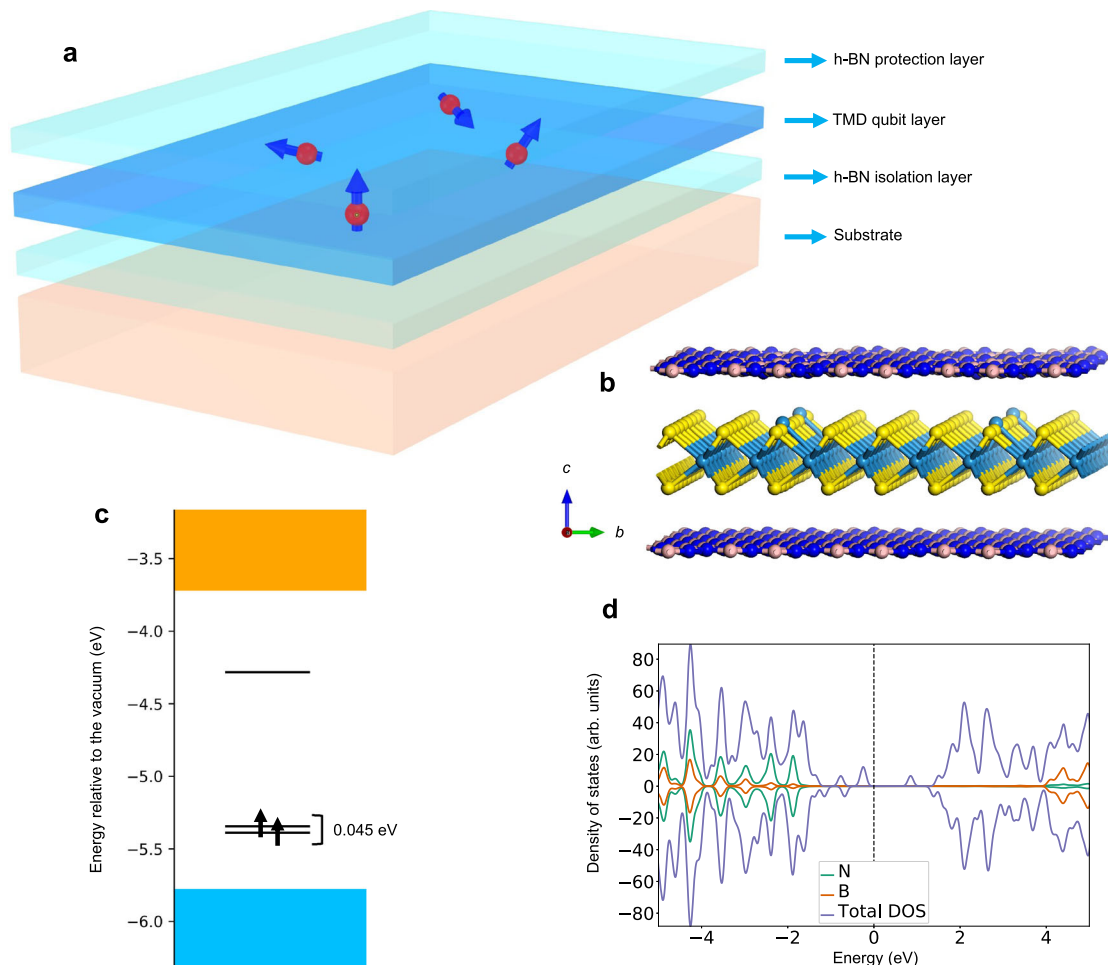 a
h-BN protection layer
TMD qubit layer
h-BN isolation layer
Substrate
b
c
b
c
Energy relative to the vacuum (eV)
−3.5
−4.0
−4.5
−5.0
−5.5
−6.0
0.045 eV
d
Density of states (arb. units)
80
60
40
20
0
−20
−40
−60
−80
N
B
Total DOS
−4 −2 0 2 4
Energy (eV)